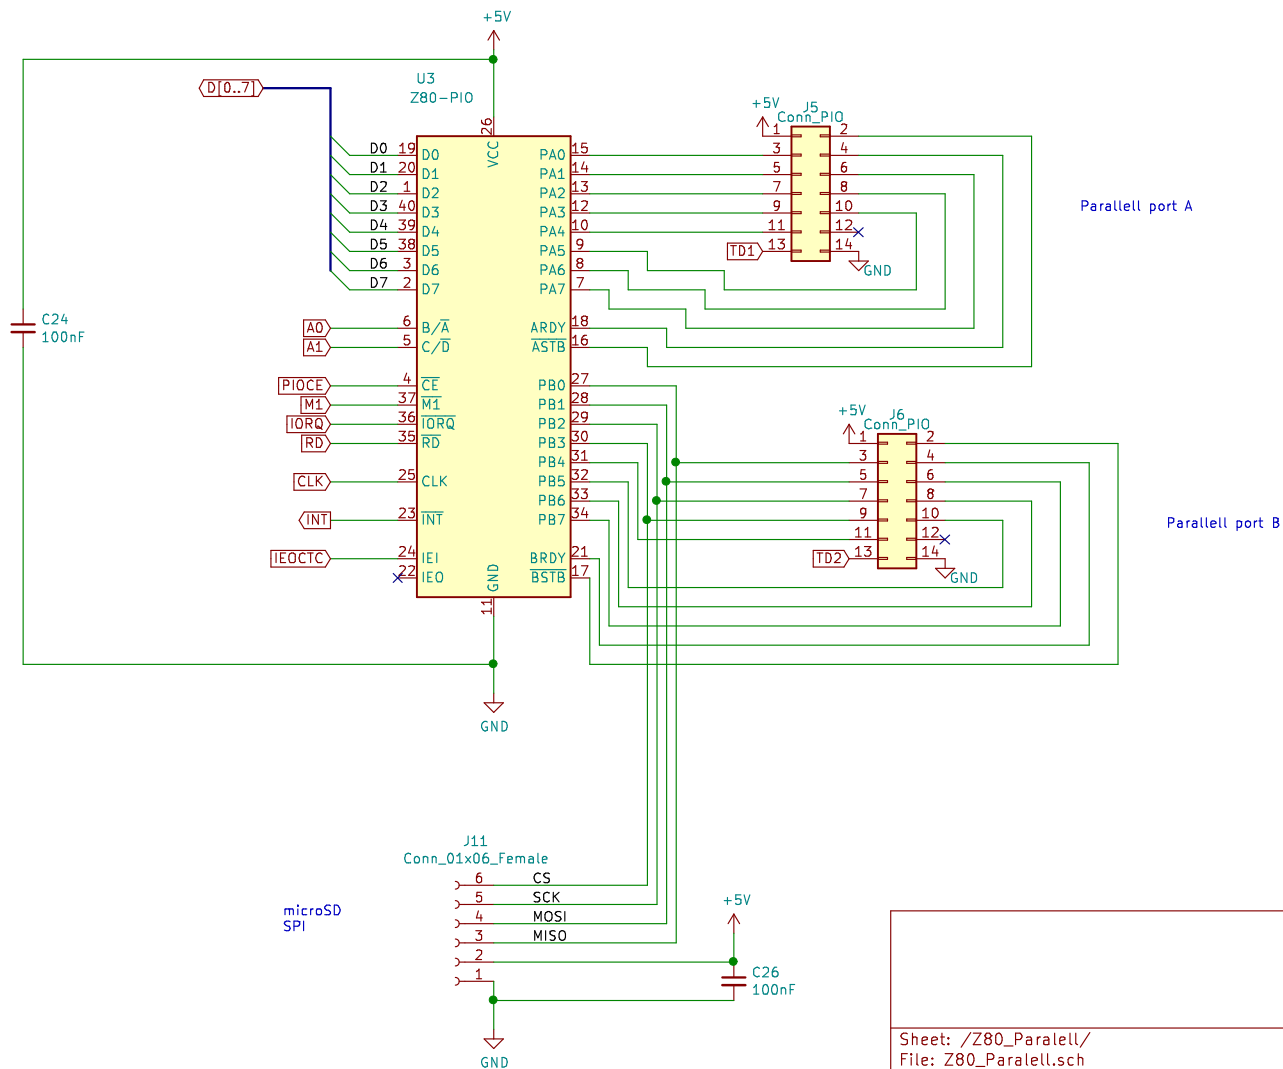 +5V
D[0..7]
U3
Z80-PIO
+5V
J5
Conn_PIO
26
VCC
D0 19 D0
D1 20 D1
D2 1 D2
D3 40 D3
D4 39 D4
D5 38 D5
D6 3 D6
D7 2 D7
A0 6 B/A
A1 5 C/D
PIOCE 4 CE
M1 37 M1
IORQ 36 IORQ
RD 35 RD
CLK 25 CLK
INT 23 INT
IEOCTC 24 IEI
22 IEO
GND
11
PA0 15
PA1 14
PA2 13
PA3 12
PA4 10
PA5 9
PA6 8
PA7 7
ARDY 18
ASTB 16
PB0 27
PB1 28
PB2 29
PB3 30
PB4 31
PB5 32
PB6 33
PB7 34
BRDY 21
BSTB 17
1 2
3 4
5 6
7 8
9 10
11 12
TD1 13 14
GND
Parallell port A
C24
100nF
+5V
J6
Conn_PIO
1 2
3 4
5 6
7 8
9 10
11 12
TD2 13 14
GND
Parallell port B
GND
J11
Conn_01x06_Female
6 CS
5 SCK
4 MOSI
3 MISO
2
1
microSD
SPI
+5V
C26
100nF
GND
Sheet: /Z80_Paralell/
File: Z80_Paralell.sch